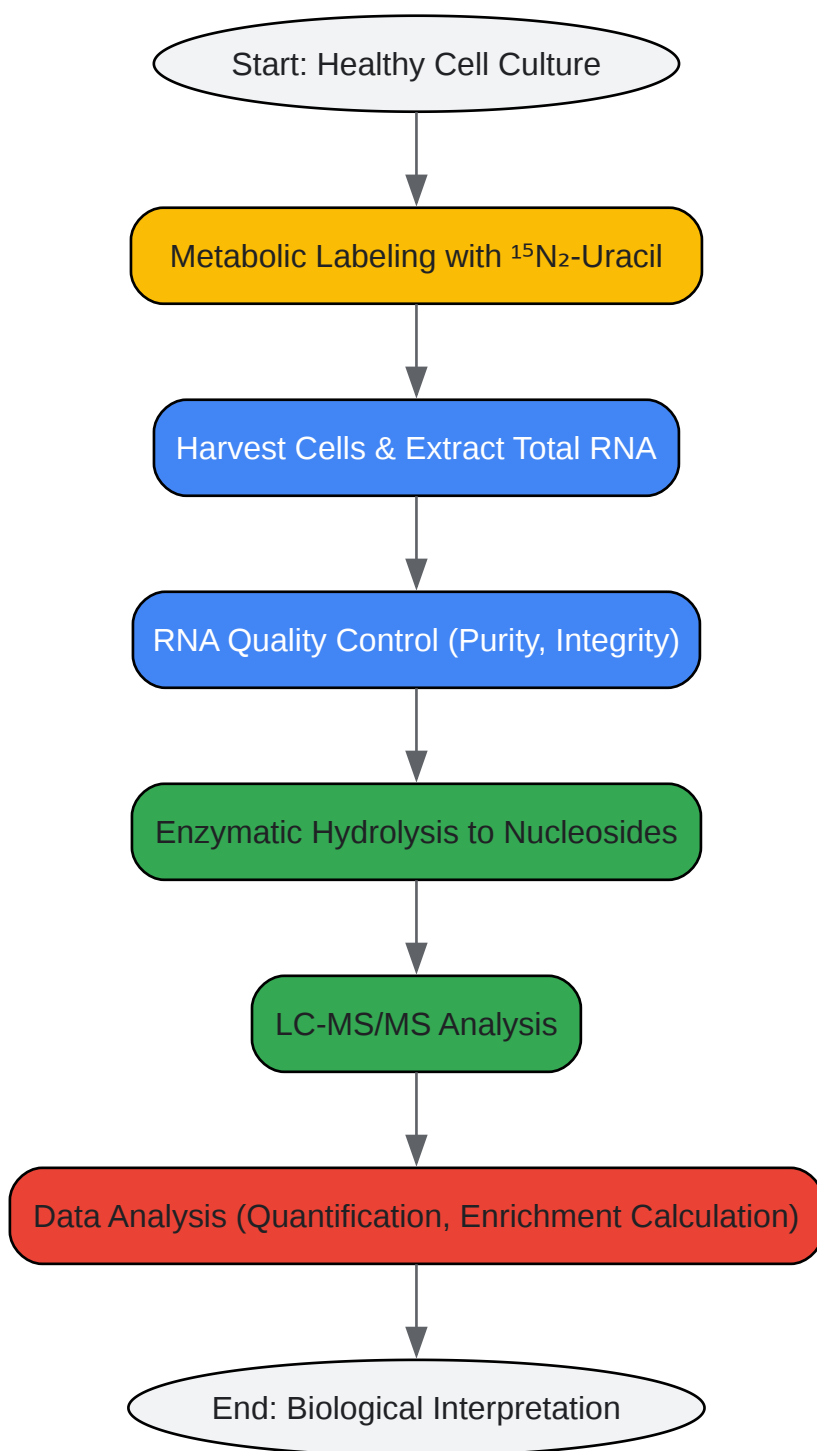 Start: Healthy Cell Culture
Metabolic Labeling with ¹⁵N₂-Uracil
Harvest Cells & Extract Total RNA
RNA Quality Control (Purity, Integrity)
Enzymatic Hydrolysis to Nucleosides
LC-MS/MS Analysis
Data Analysis (Quantification, Enrichment Calculation)
End: Biological Interpretation